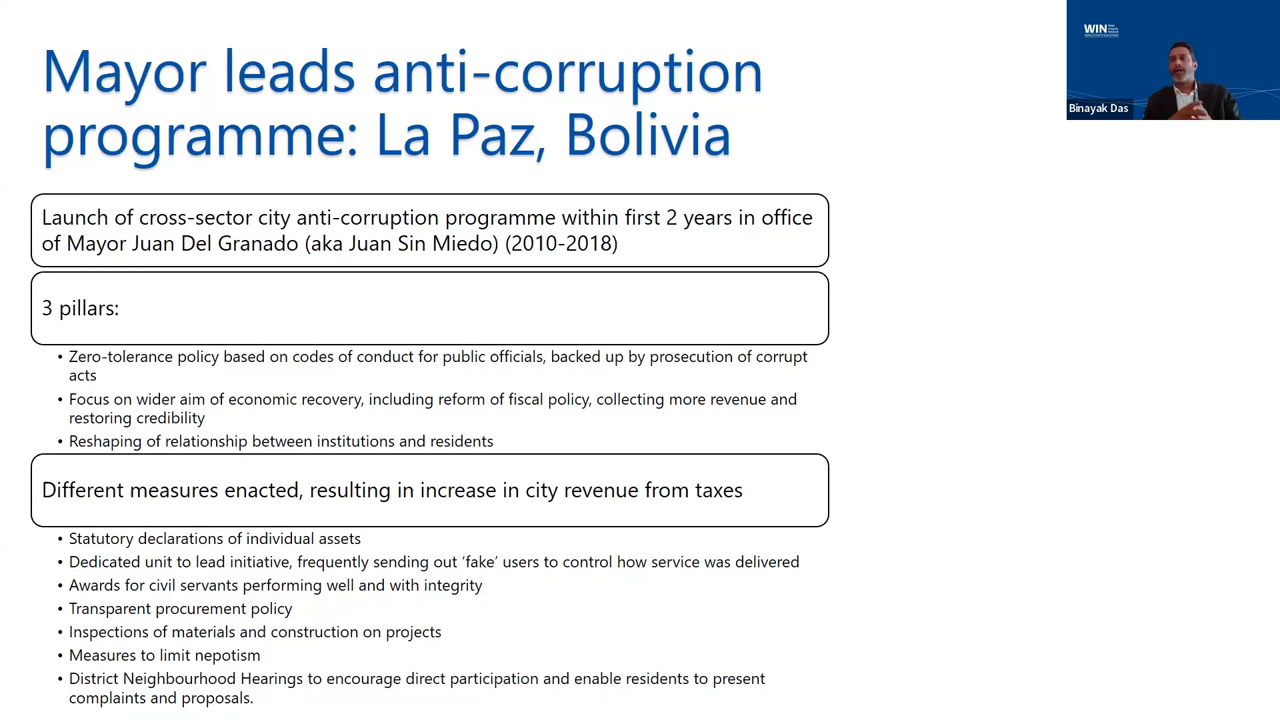 Mayor leads anti-corruption
programme: La Paz, Bolivia
WIN
Binayak Das
Launch of cross-sector city anti-corruption programme within first 2 years in office
of Mayor Juan Del Granado (aka Juan Sin Miedo) (2010-2018)
3 pillars:
• Zero-tolerance policy based on codes of conduct for public officials, backed up by prosecution of corrupt
acts
• Focus on wider aim of economic recovery, including reform of fiscal policy, collecting more revenue and
restoring credibility
• Reshaping of relationship between institutions and residents
Different measures enacted, resulting in increase in city revenue from taxes
• Statutory declarations of individual assets
• Dedicated unit to lead initiative, frequently sending out ‘fake’ users to control how service was delivered
• Awards for civil servants performing well and with integrity
• Transparent procurement policy
• Inspections of materials and construction on projects
• Measures to limit nepotism
• District Neighbourhood Hearings to encourage direct participation and enable residents to present
complaints and proposals.